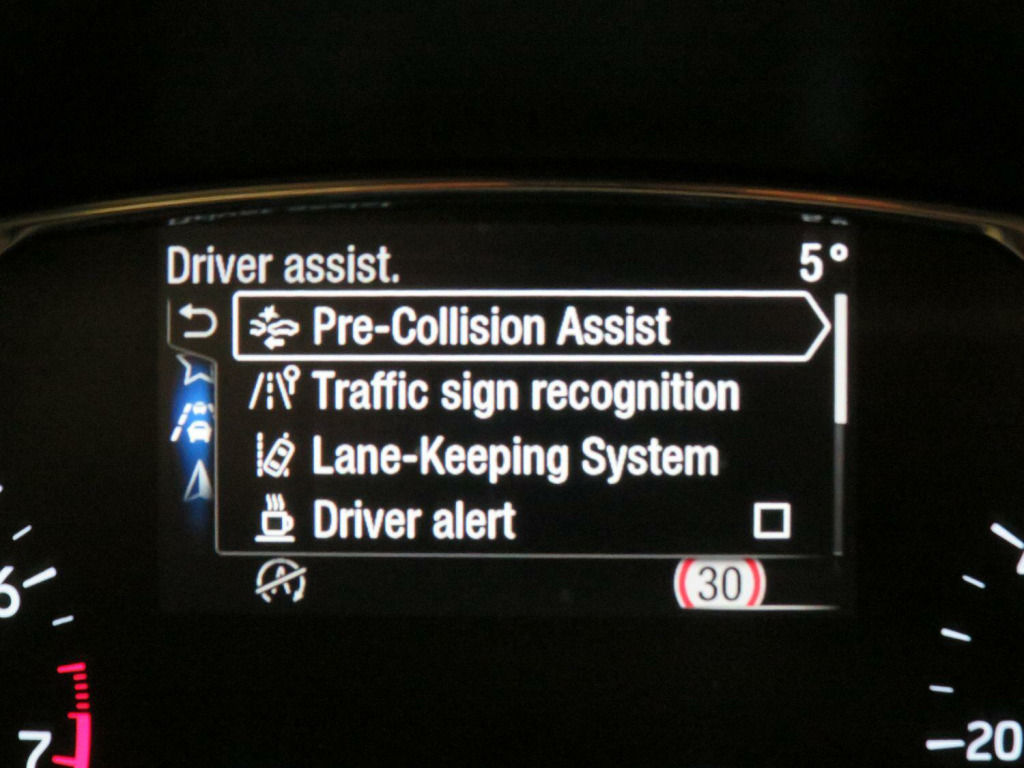 Driver assist. 5°
Pre-Collision Assist
Traffic sign recognition
Lane-Keeping System
Driver alert
A 30
6
7 20